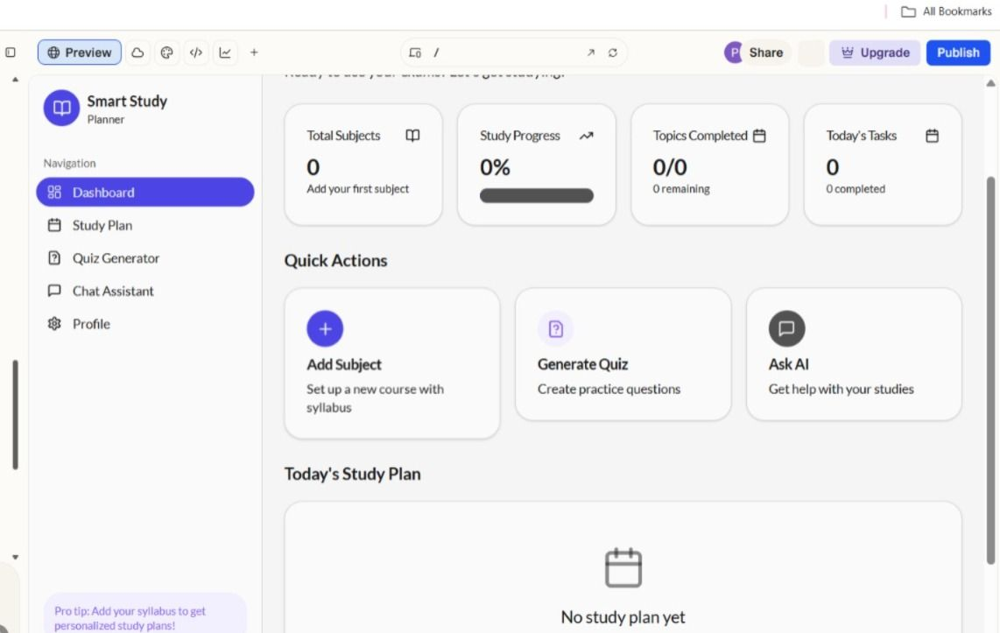 All Bookmarks
Preview
/
P
Share
Upgrade
Publish
Smart Study
Planner
Navigation
Dashboard
Study Plan
Quiz Generator
Chat Assistant
Profile
Pro tip: Add your syllabus to get
personalized study plans!
Total Subjects
0
Add your first subject
Study Progress
0%
Topics Completed
0/0
0 remaining
Today's Tasks
0
0 completed
Quick Actions
Add Subject
Set up a new course with
syllabus
Generate Quiz
Create practice questions
Ask AI
Get help with your studies
Today's Study Plan
No study plan yet